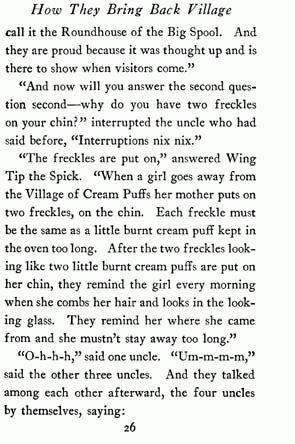 How They Bring Back Village
call it the Roundhouse of the Big Spool. And
they are proud because it was thought up and is
there to show when visitors come."
"And now will you answer the second ques-
tion second—why do you have two freckles
on your chin?" interrupted the uncle who had
said before, "Interruptions nix nix."
"The freckles are put on," answered Wing
Tip the Spick. "When a girl goes away from
the Village of Cream Puffs her mother puts on
two freckles, on the chin. Each freckle must
be the same as a little burnt cream puff kept in
the oven too long. After the two freckles look-
ing like two little burnt cream puffs are put on
her chin, they remind the girl every morning
when she combs her hair and looks in the look-
ing glass. They remind her where she came
from and she mustn't stay away too long."
"O-h-h-h," said one uncle. "Um-m-m-m,"
said the other three uncles. And they talked
among each other afterward, the four uncles
by themselves, saying:
26